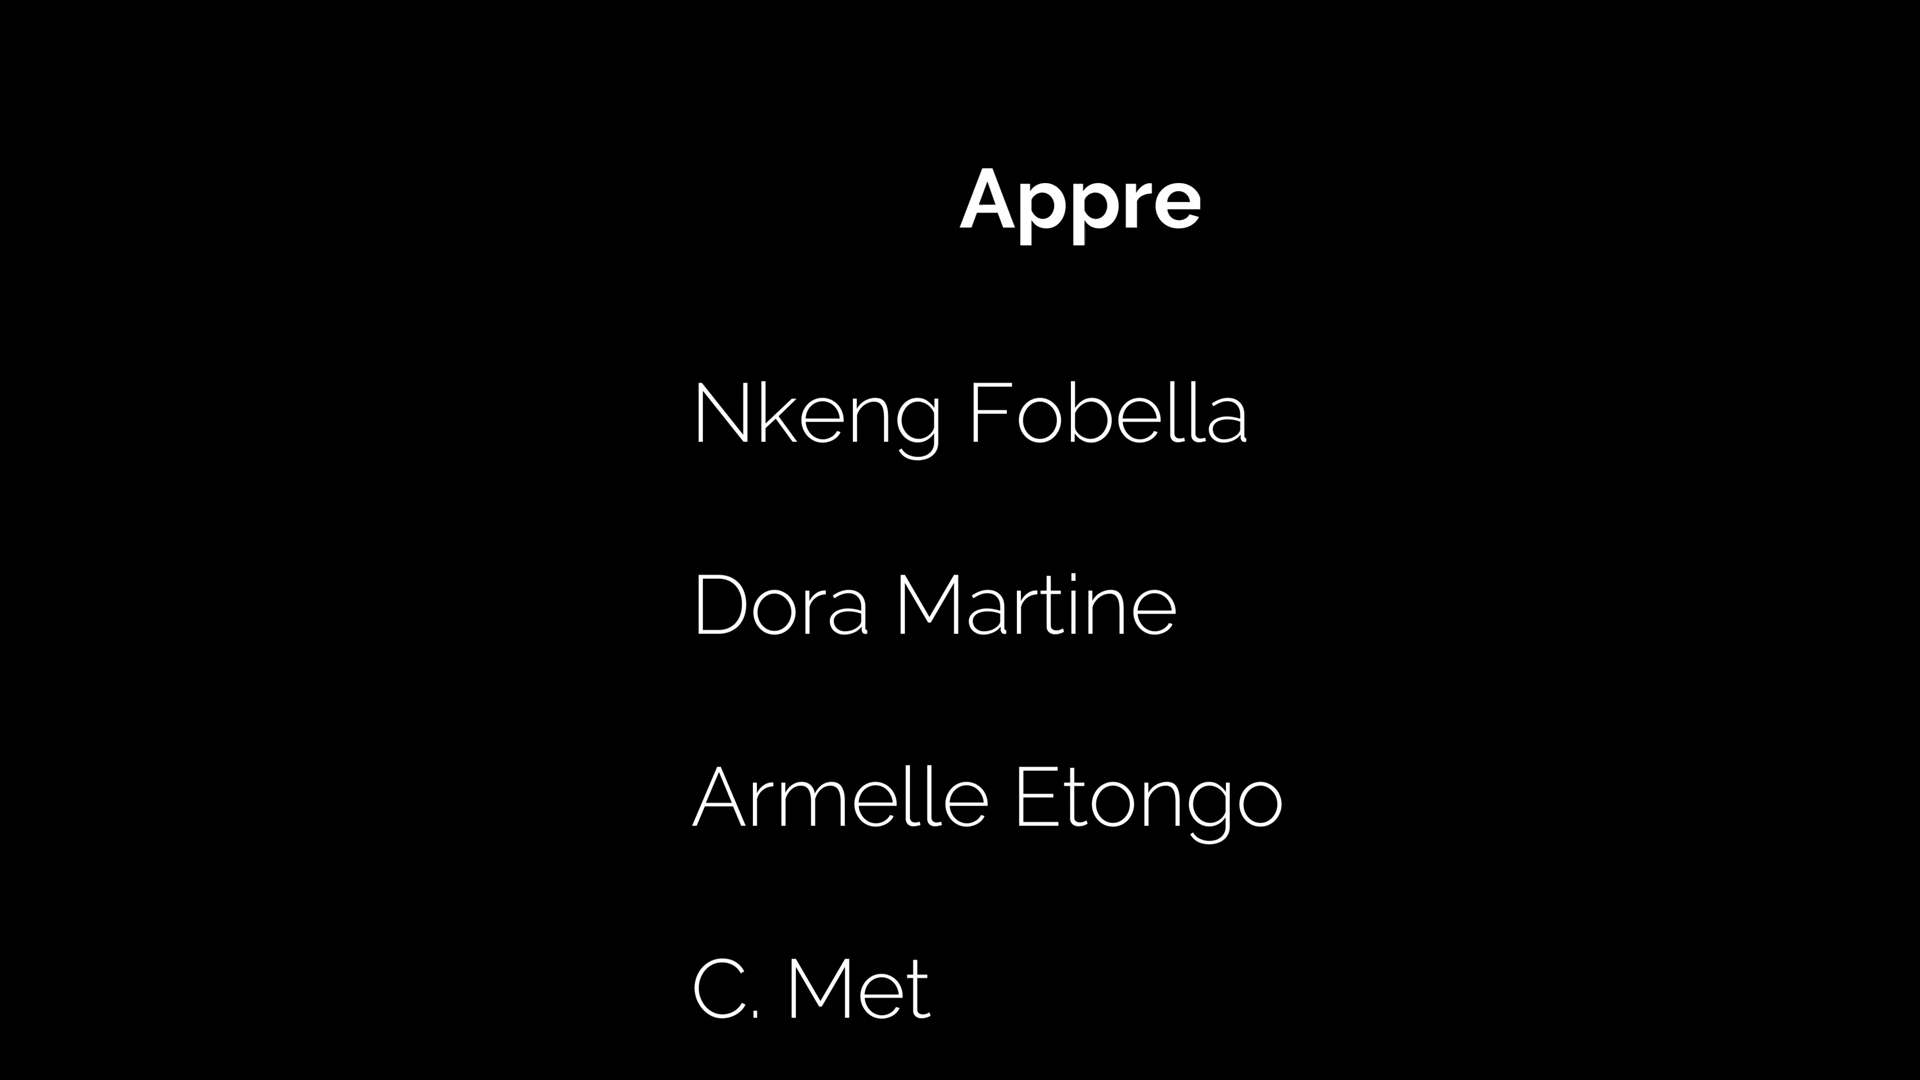 Appre
Nkeng Fobella
Dora Martine
Armelle Etongo
C. Met